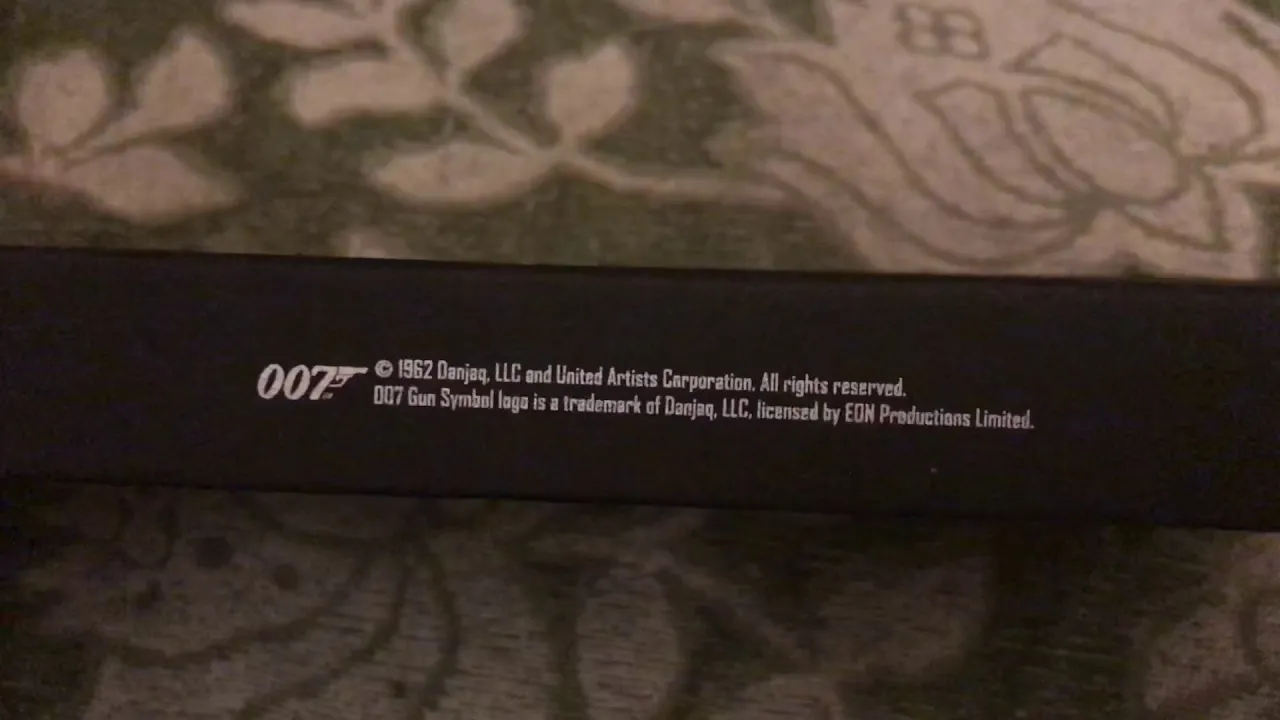 007 © 1962 Danjaq, LLC and United Artists Corporation. All rights reserved.
007 Gun Symbol logo is a trademark of Danjaq, LLC, licensed by EON Productions Limited.